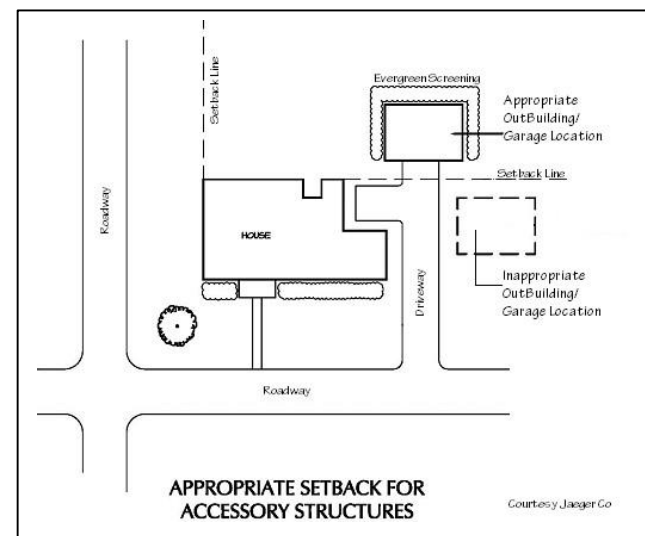 Setback Line
Evergreen Screening
Appropriate
OutBuilding/
Garage Location
Setback Line
Roadway
HOUSE
Driveway
Inappropriate
OutBuilding/
Garage Location
Roadway
APPROPRIATE SETBACK FOR
ACCESSORY STRUCTURES
Courtesy Jaeger Co